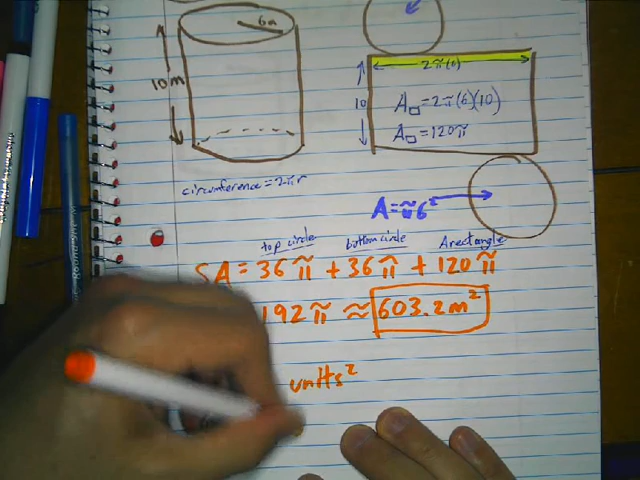 6m
10m
2π(6)
10
A□ = 2π(6)(10)
A□ = 120π
circumference = 2πr
A = π6²
top circle bottom circle A rectangle
SA = 36π + 36π + 120π
192π ≈ 603.2m²
units²